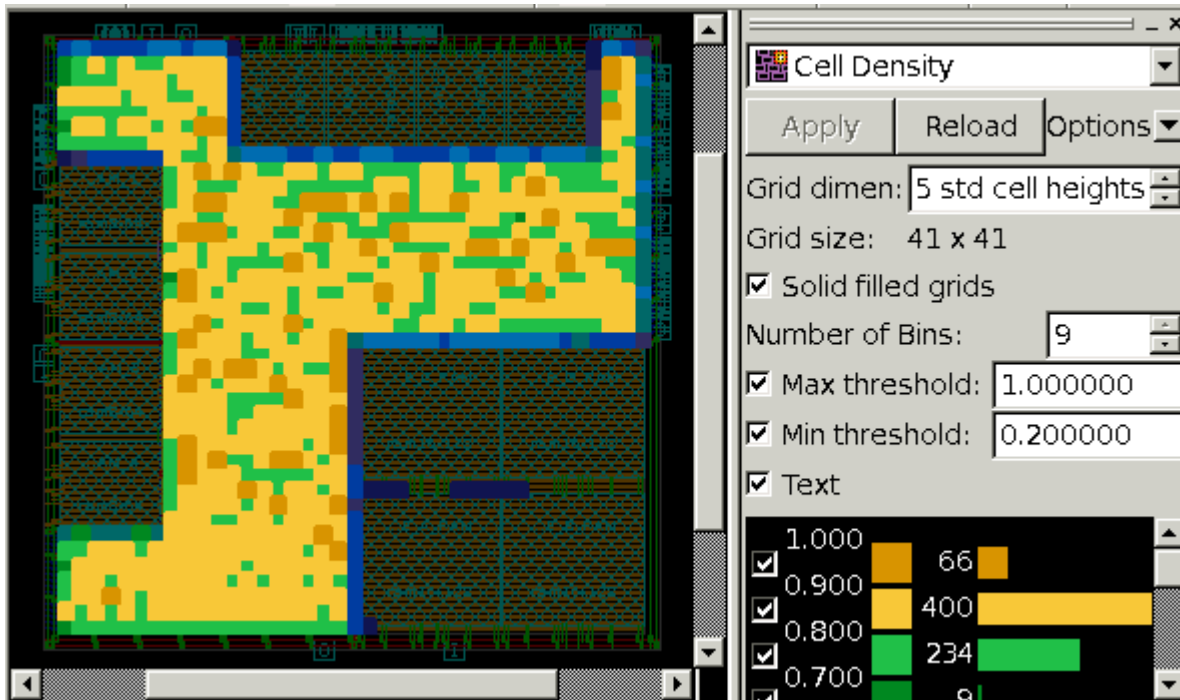 Cell Density
Apply Reload Options
Grid dimen: 5 std cell heights
Grid size: 41 x 41
Solid filled grids
Number of Bins: 9
Max threshold: 1.000000
Min threshold: 0.200000
Text
1.000
66
0.900
400
0.800
234
0.700
9